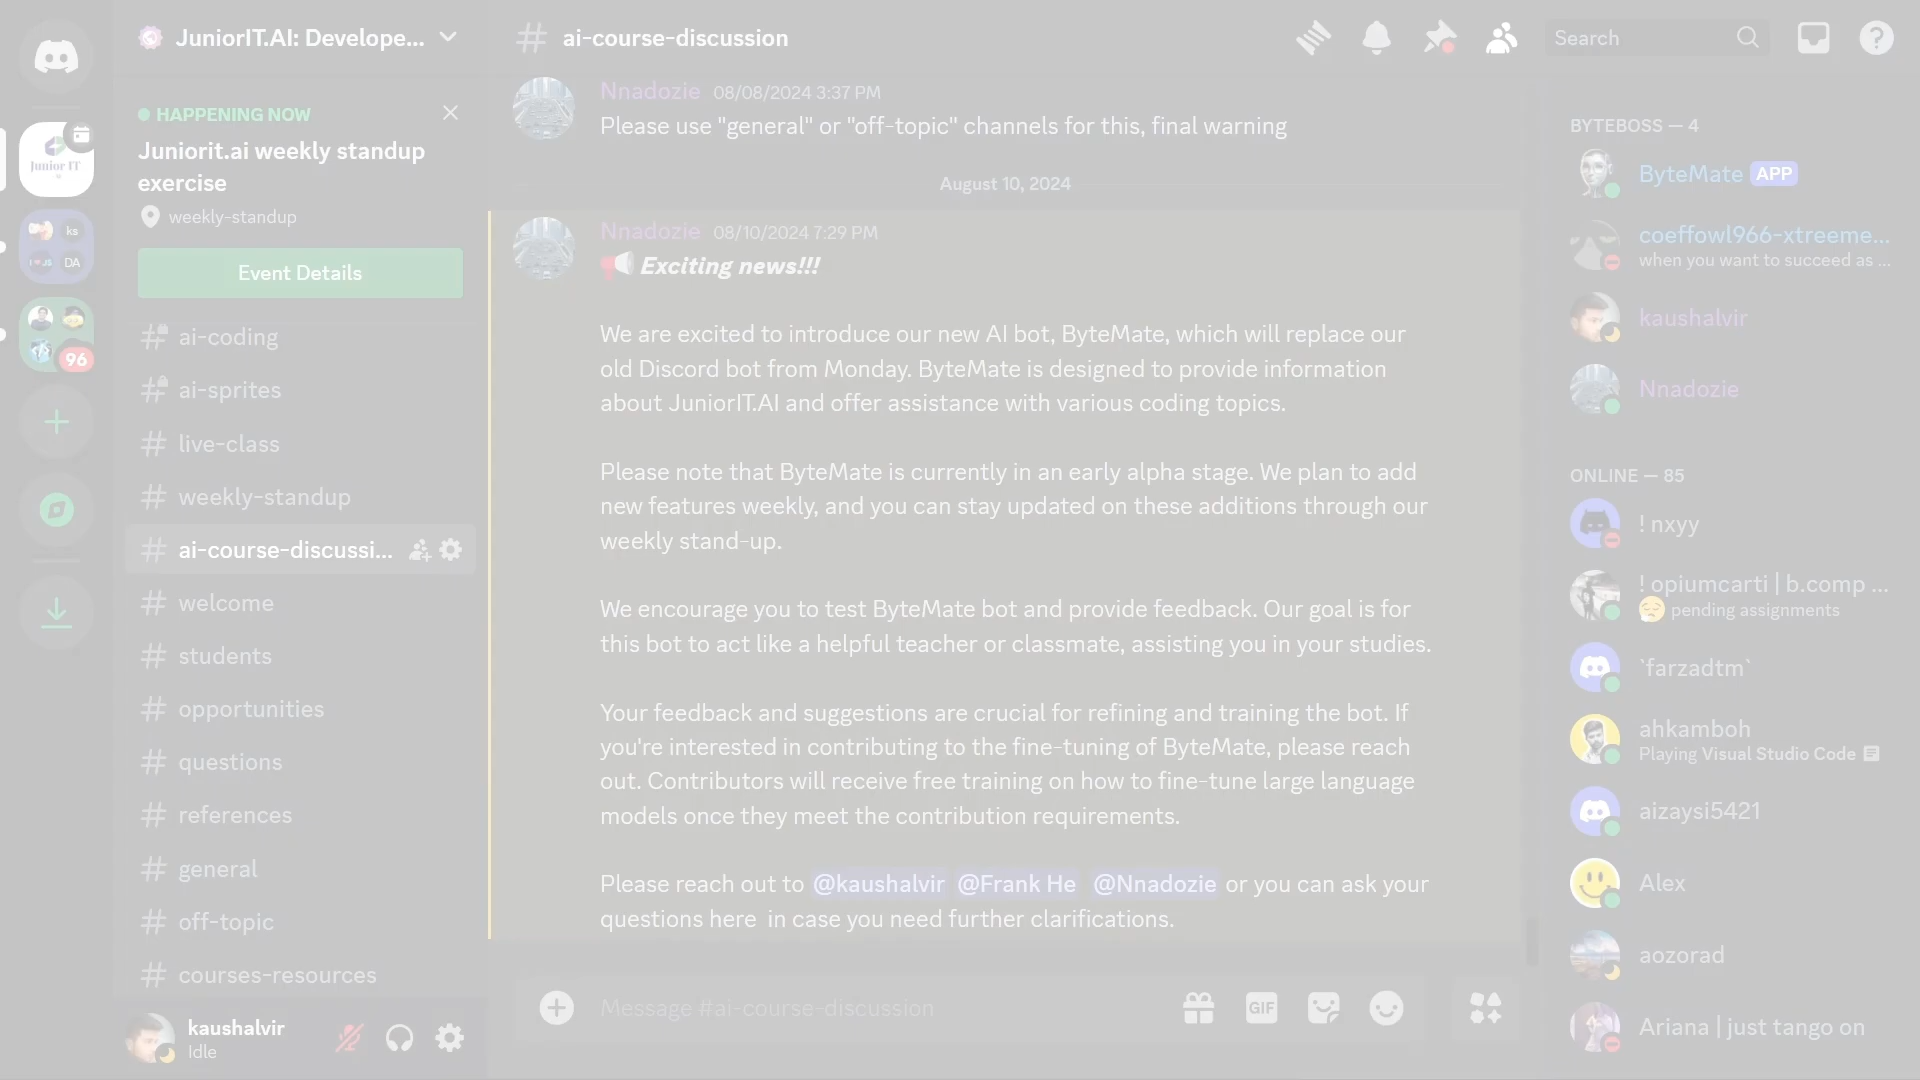 JuniorIT.AI: Develope...
HAPPENING NOW
Juniorit.ai weekly standup
exercise
weekly-standup
Event Details
ai-coding
ai-sprites
live-class
weekly-standup
ai-course-discussi...
welcome
students
opportunities
questions
references
general
off-topic
courses-resources
kaushalvir
Idle
Junior IT
ks
DA
96
ai-course-discussion
Search
Nnadozie 08/08/2024 3:37 PM
Please use "general" or "off-topic" channels for this, final warning
August 10, 2024
Nnadozie 08/10/2024 7:29 PM
Exciting news!!!
We are excited to introduce our new AI bot, ByteMate, which will replace our
old Discord bot from Monday. ByteMate is designed to provide information
about JuniorIT.AI and offer assistance with various coding topics.
Please note that ByteMate is currently in an early alpha stage. We plan to add
new features weekly, and you can stay updated on these additions through our
weekly stand-up.
We encourage you to test ByteMate bot and provide feedback. Our goal is for
this bot to act like a helpful teacher or classmate, assisting you in your studies.
Your feedback and suggestions are crucial for refining and training the bot. If
you're interested in contributing to the fine-tuning of ByteMate, please reach
out. Contributors will receive free training on how to fine-tune large language
models once they meet the contribution requirements.
Please reach out to @kaushalvir @Frank He @Nnadozie or you can ask your
questions here in case you need further clarifications.
Message #ai-course-discussion
GIF
BYTEBOSS — 4
ByteMate APP
coeffowl966-xtreeme...
when you want to succeed as ...
kaushalvir
Nnadozie
ONLINE — 85
! nxyy
! opiumcarti | b.comp ...
pending assignments
`farzadtm`
ahkamboh
Playing Visual Studio Code
aizaysi5421
Alex
aozorad
Ariana | just tango on